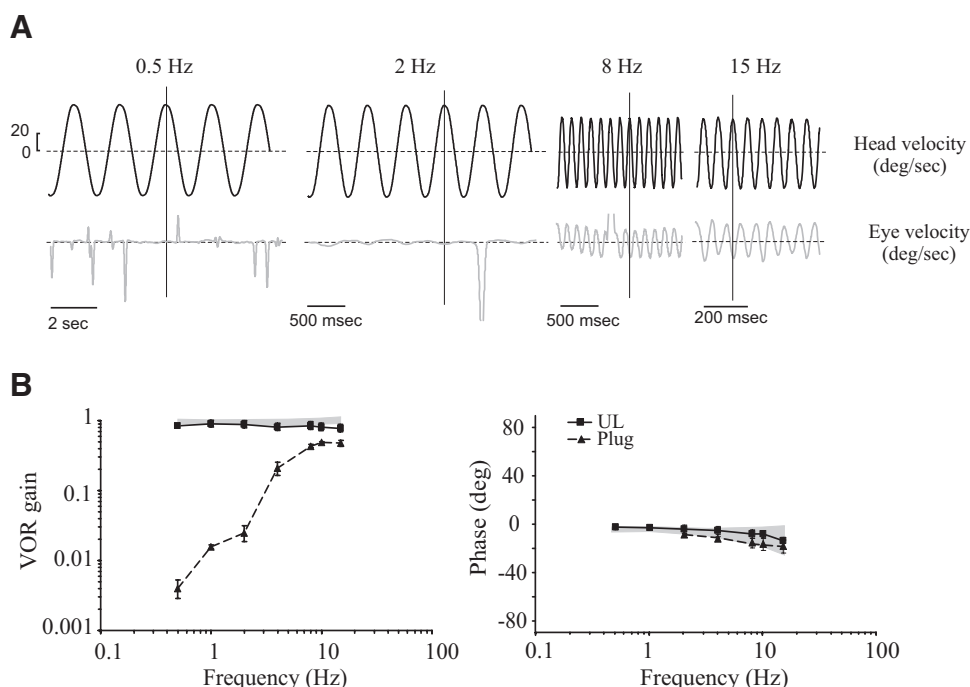 A
0.5 Hz
2 Hz
8 Hz
15 Hz
20
0
Head velocity
(deg/sec)
Eye velocity
(deg/sec)
2 sec
500 msec
500 msec
200 msec
B
1
0.1
0.01
0.001
VOR gain
0.1
1
10
100
Frequency (Hz)
UL
Plug
80
40
0
-40
-80
Phase (deg)
0.1
1
10
100
Frequency (Hz)